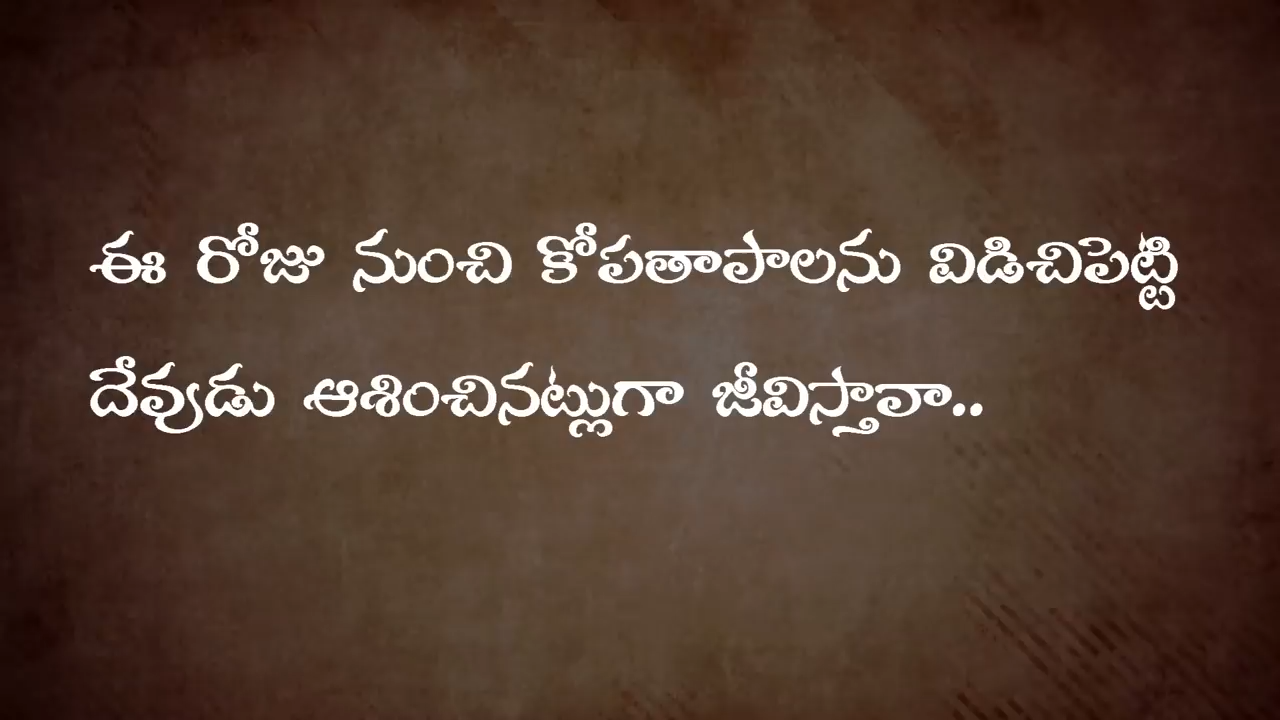 ఈ రోజు నుంచి కోపతాపాలను విడిచిపెట్టి
దేవుడు ఆశించినట్లుగా జీవిస్తావా..